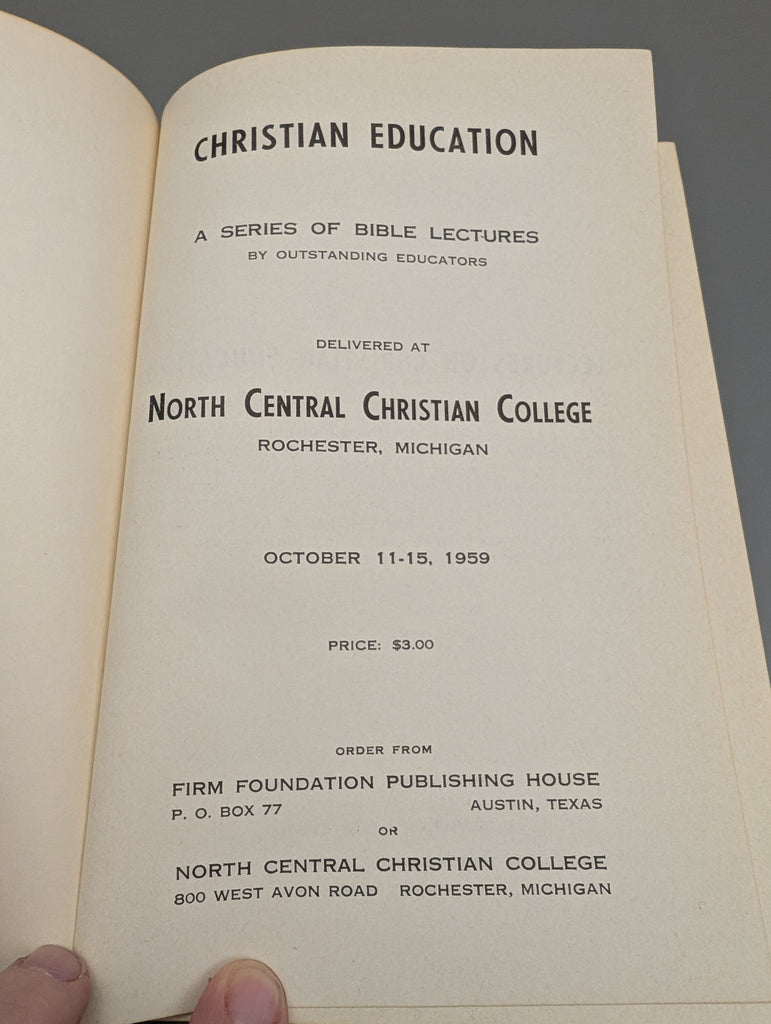 CHRISTIAN EDUCATION
A SERIES OF BIBLE LECTURES
BY OUTSTANDING EDUCATORS
DELIVERED AT
NORTH CENTRAL CHRISTIAN COLLEGE
ROCHESTER, MICHIGAN
OCTOBER 11-15, 1959
PRICE: $3.00
ORDER FROM
FIRM FOUNDATION PUBLISHING HOUSE
P. O. BOX 77 AUSTIN, TEXAS
OR
NORTH CENTRAL CHRISTIAN COLLEGE
800 WEST AVON ROAD ROCHESTER, MICHIGAN